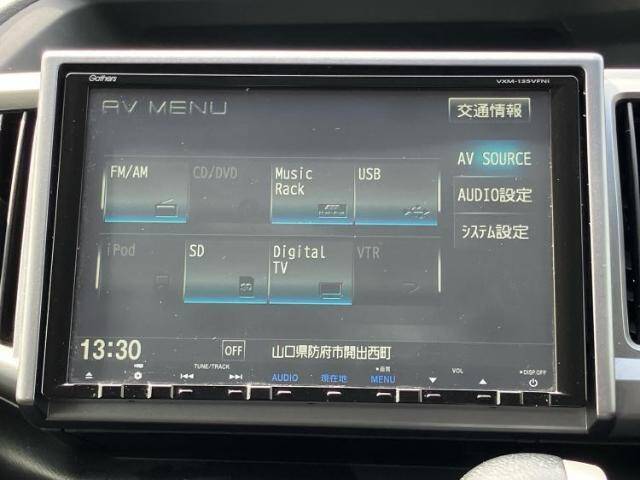 Gathers VXM-135VFNi
AV MENU 交通情報
FM/AM CD/DVD Music Rack USB AV SOURCE
AUDIO設定
iPod SD Digital TV VTR ｼｽﾃﾑ設定
13:30 OFF 山口県防府市開出西町
TUNE/TRACK AUDIO 現在地 MENU VOL DISP OFF